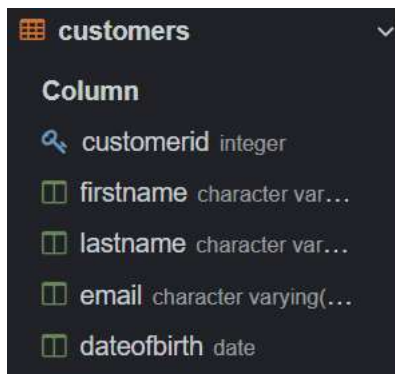 customers
Column
customerid integer
firstname character var...
lastname character var...
email character varying(...
dateofbirth date